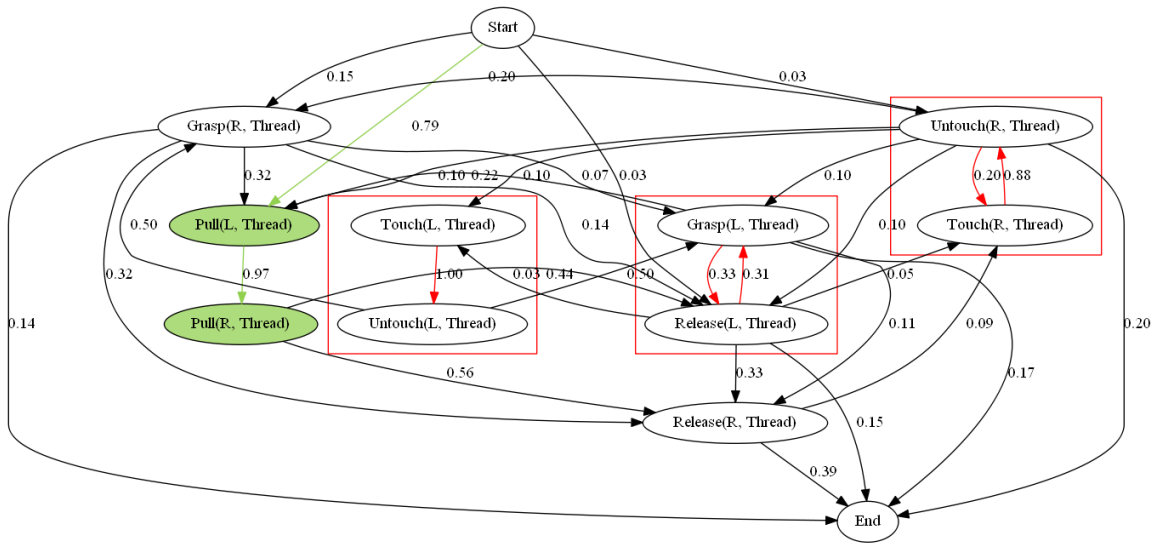 Start
0.15
0.20
0.03
Grasp(R, Thread)
0.79
Untouch(R, Thread)
0.32
0.10
0.22
0.10
0.07
0.03
0.10
0.20
0.88
Pull(L, Thread)
Touch(L, Thread)
Grasp(L, Thread)
Touch(R, Thread)
0.50
0.14
0.10
0.32
0.97
1.00
0.03
0.44
0.50
0.33
0.31
0.05
0.14
Pull(R, Thread)
Untouch(L, Thread)
Release(L, Thread)
0.11
0.09
0.20
0.56
0.33
0.17
Release(R, Thread)
0.15
0.39
End